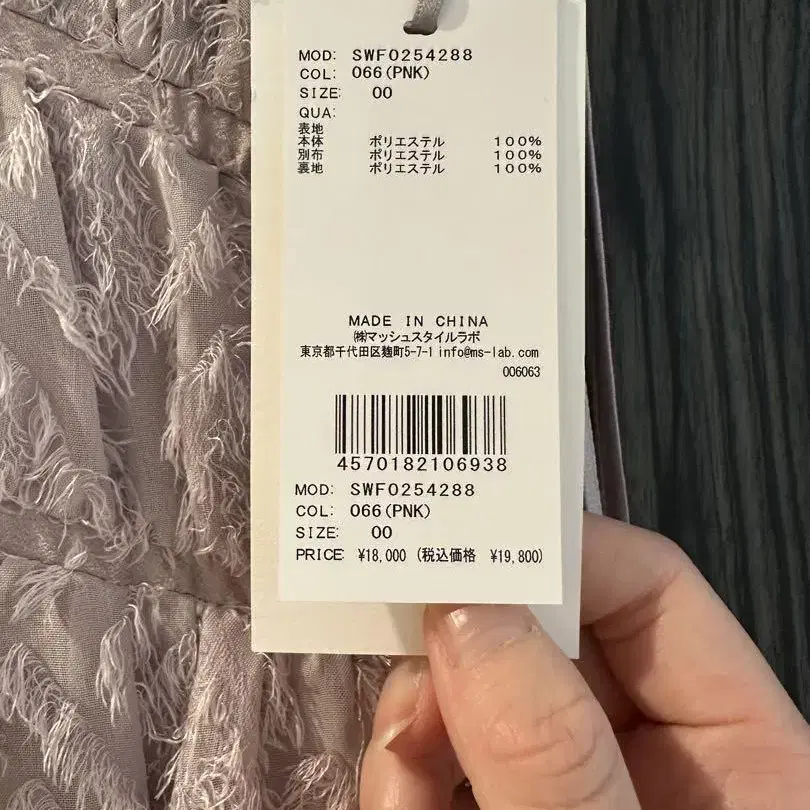 MOD: SWF0254288
COL: 066(PNK)
SIZE: 00
QUA:
表地
本体 ポリエステル 100%
別布 ポリエステル 100%
裏地 ポリエステル 100%
MADE IN CHINA
㈱マッシュスタイルラボ
東京都千代田区麹町5-7-1 info@ms-lab.com
006063
4570182106938
MOD: SWF0254288
COL: 066(PNK)
SIZE: 00
PRICE: ¥18,000 (税込価格 ¥19,800)